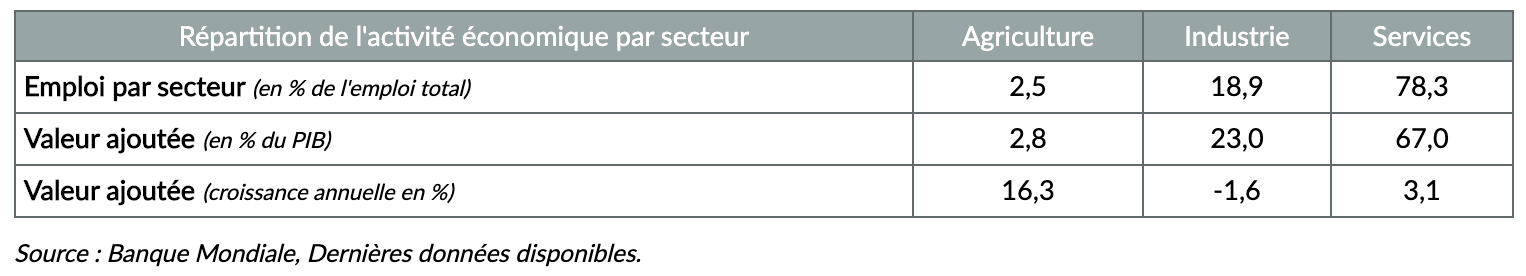 Répartition de l'activité économique par secteur Agriculture Industrie Services
Emploi par secteur (en % de l'emploi total) 2,5 18,9 78,3
Valeur ajoutée (en % du PIB) 2,8 23,0 67,0
Valeur ajoutée (croissance annuelle en %) 16,3 -1,6 3,1
Source : Banque Mondiale, Dernières données disponibles.